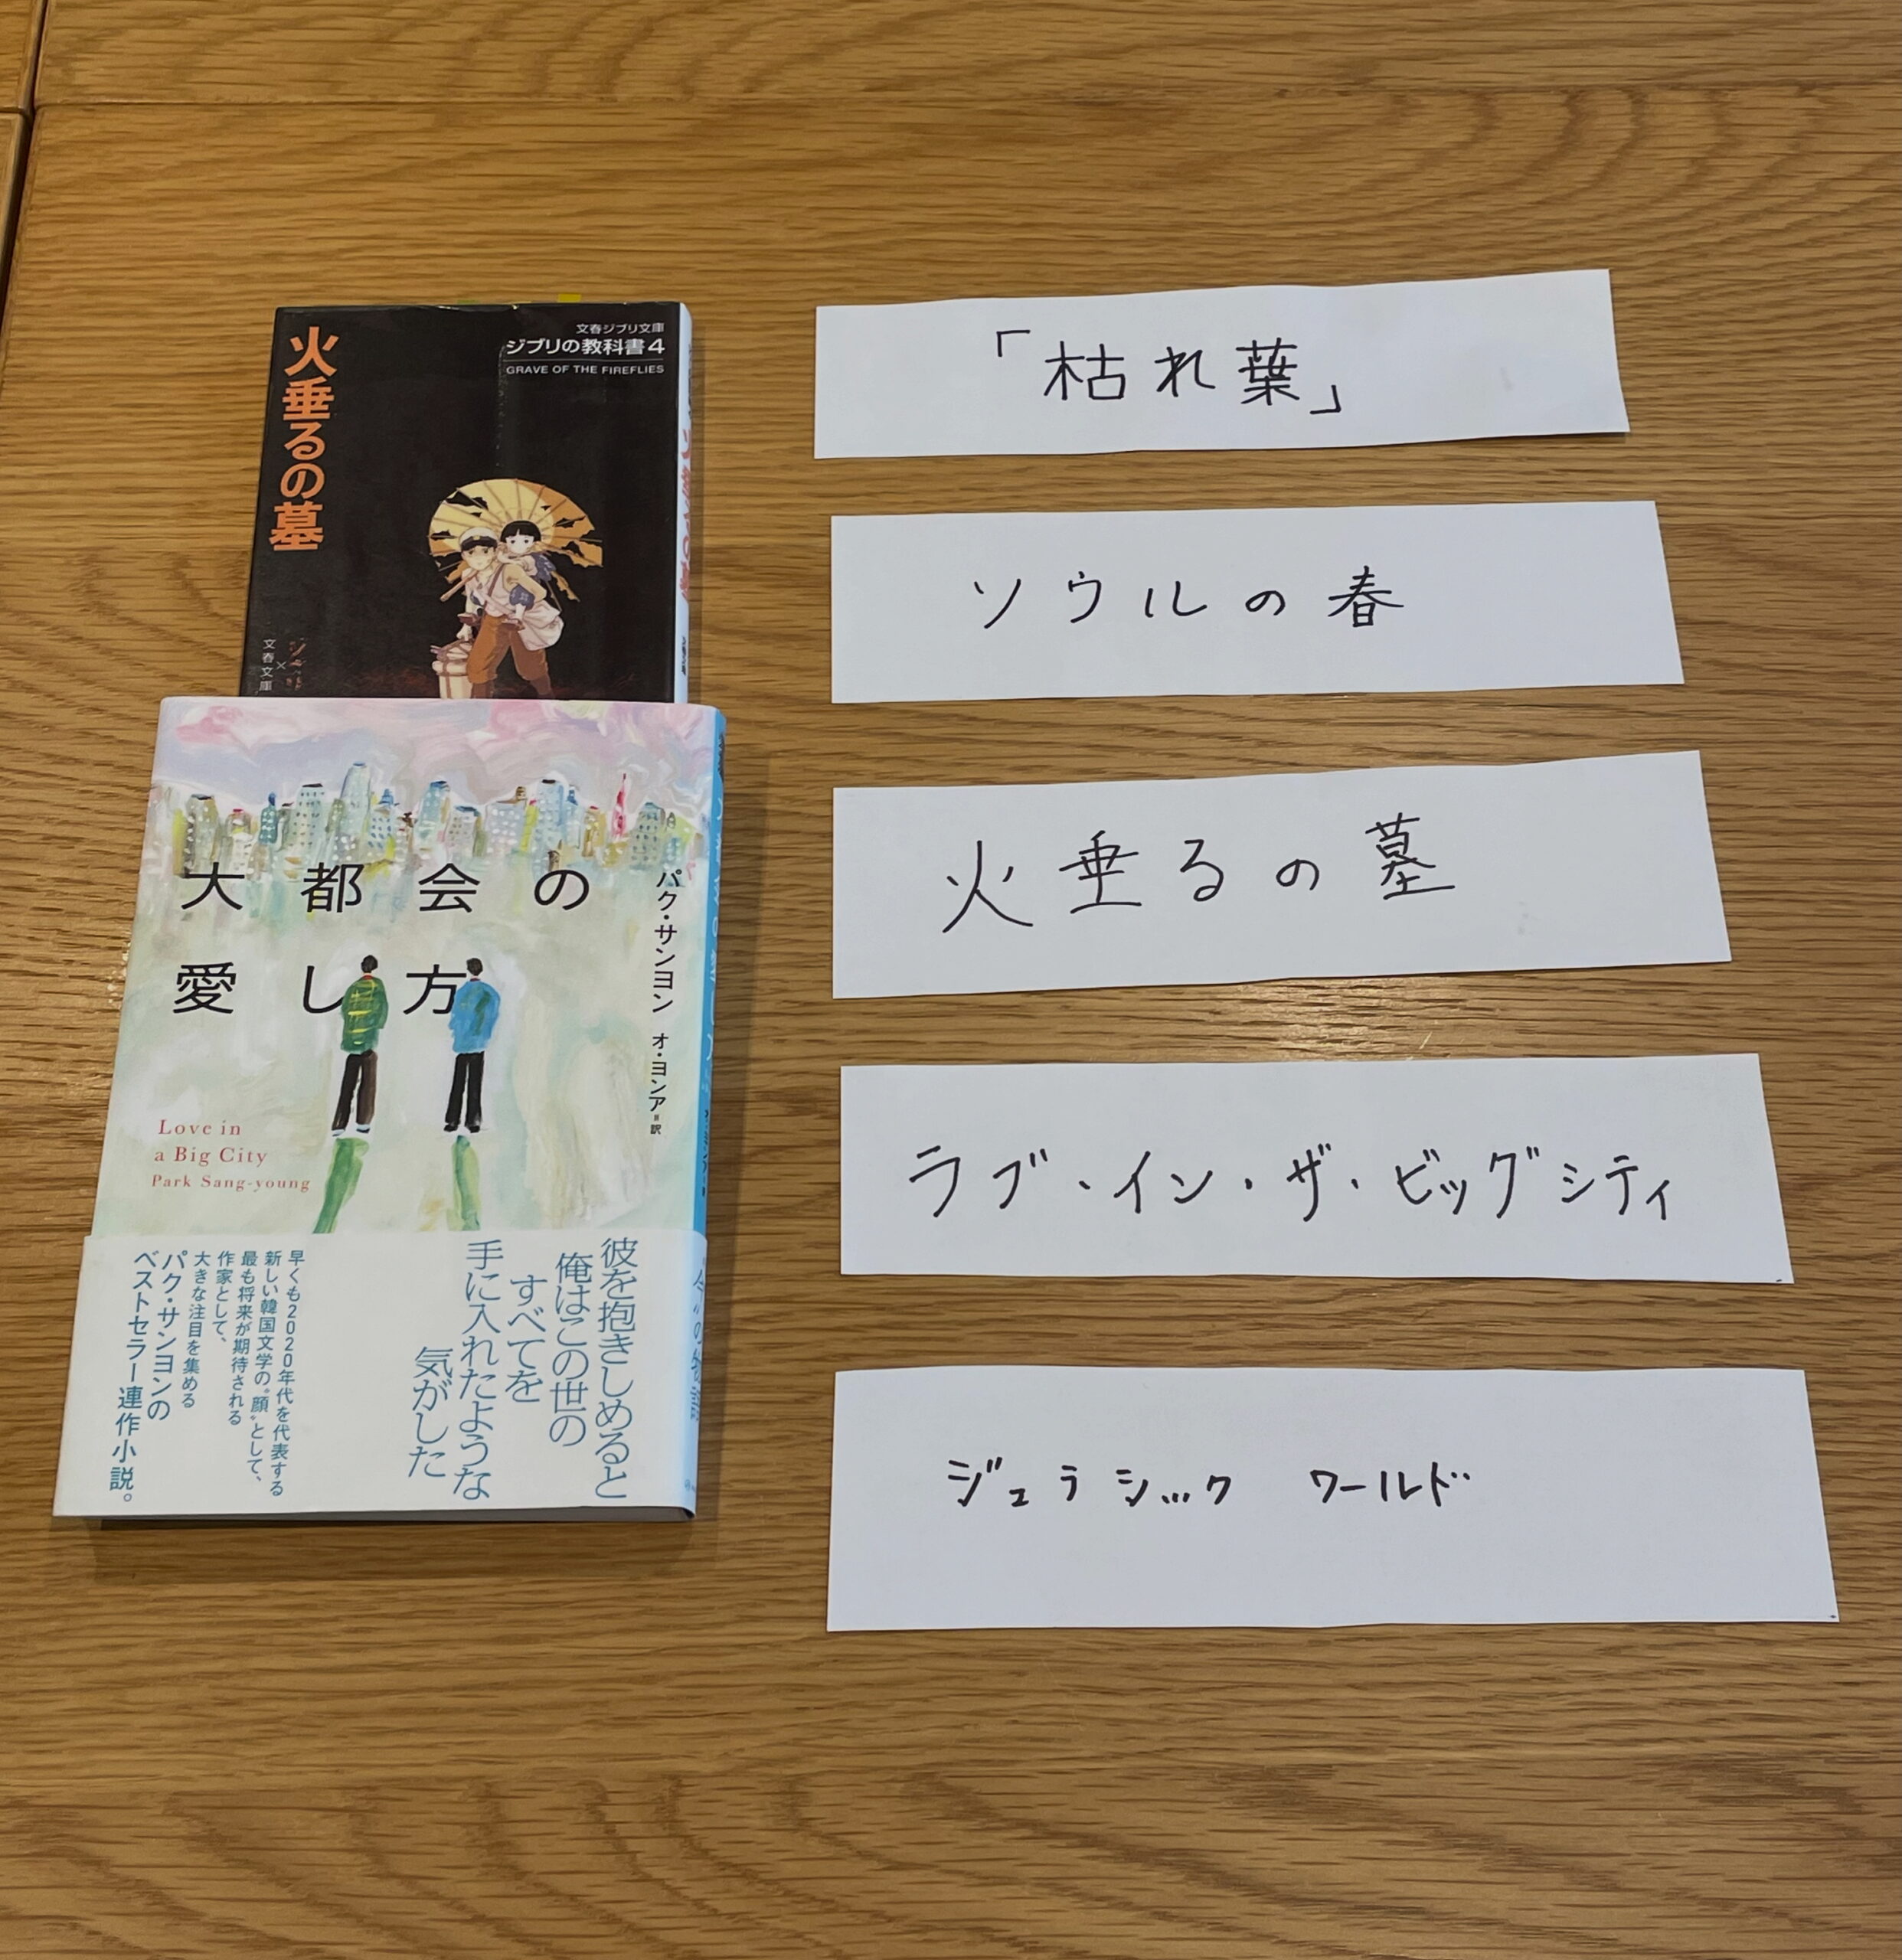 火垂るの墓
文春ジブリ文庫
ジブリの教科書4
GRAVE OF THE FIREFLIES
文春文庫
×
大都会の
愛し方
パク・サンヨン
オ・ヨンア=訳
Love in
a Big City
Park Sang-young
彼を抱きしめると
俺はこの世の
すべてを
手に入れたような
気がした
早くも2020年代を代表する
新しい韓国文学の“顔”として、
最も将来が期待される
作家として、
大きな注目を集める
パク・サンヨンの
ベストセラー連作小説。
「枯れ葉」
ソウルの春
火垂るの墓
ラブ・イン・ザ・ビッグシティ
ジュラシック ワールド